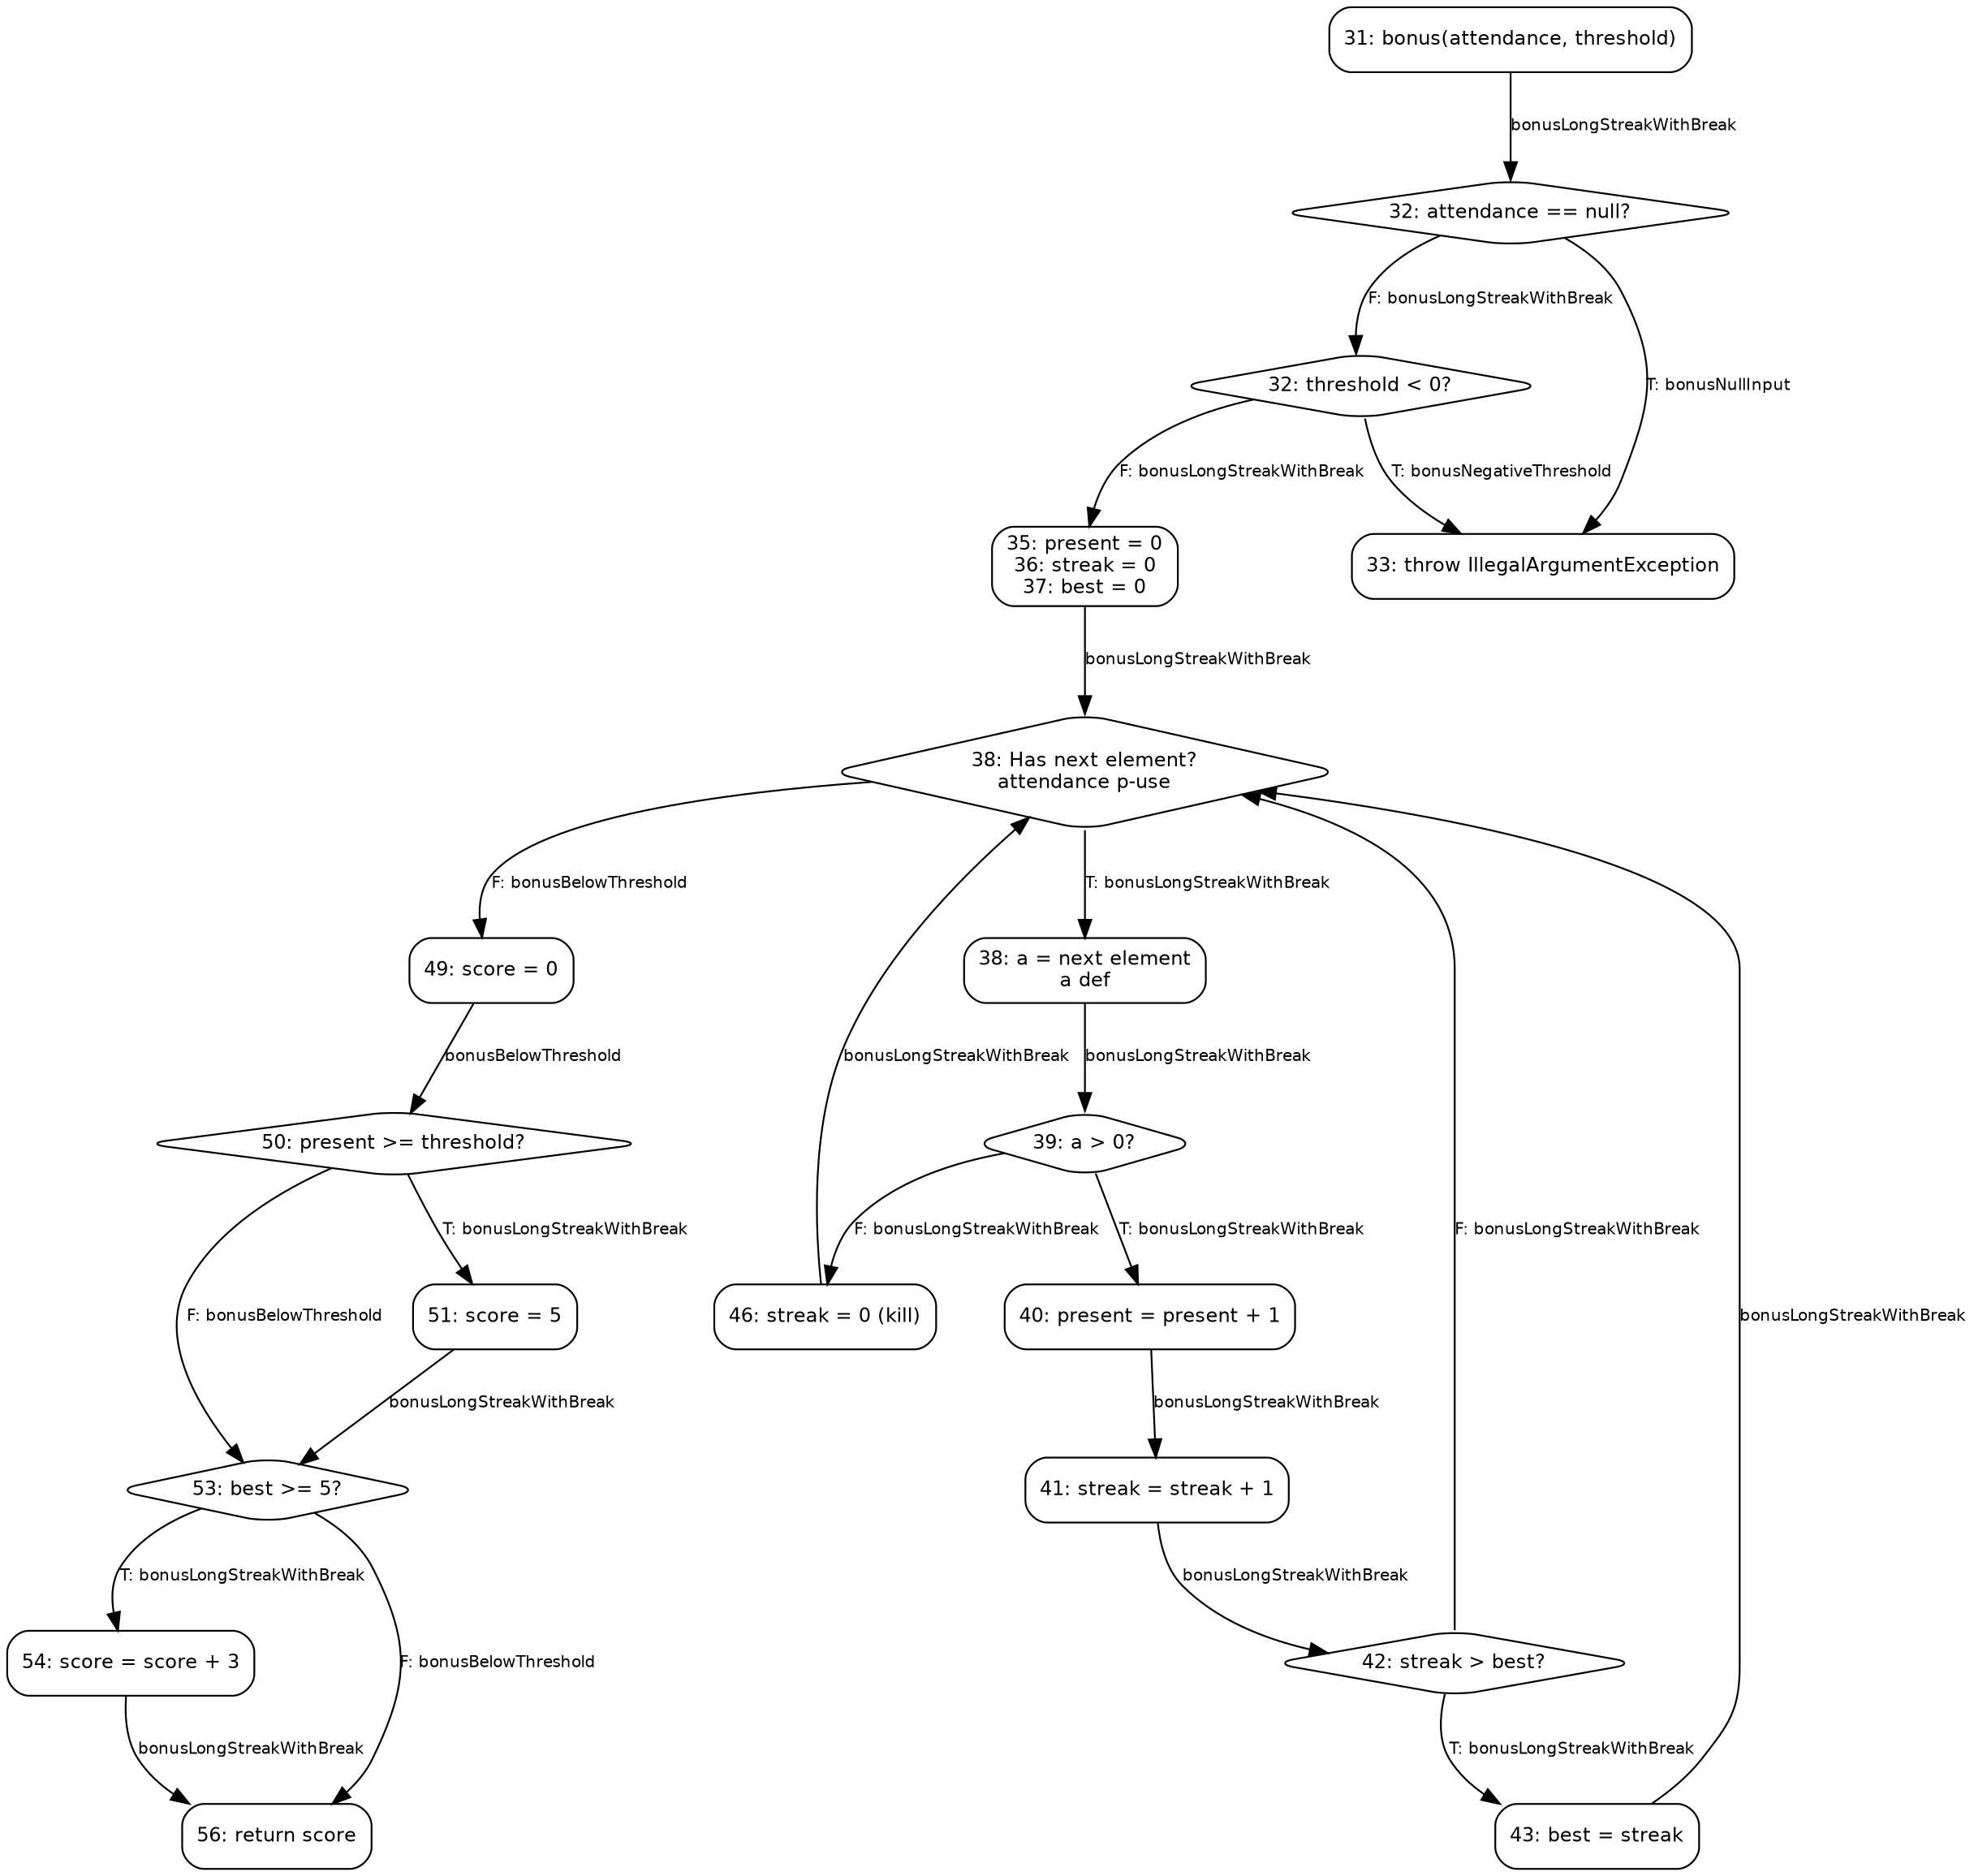 31: bonus(attendance, threshold)
bonusLongStreakWithBreak
32: attendance == null?
F: bonusLongStreakWithBreak
T: bonusNullInput
32: threshold < 0?
F: bonusLongStreakWithBreak
T: bonusNegativeThreshold
35: present = 0
36: streak = 0
37: best = 0
33: throw IllegalArgumentException
bonusLongStreakWithBreak
38: Has next element?
attendance p-use
F: bonusBelowThreshold
T: bonusLongStreakWithBreak
49: score = 0
38: a = next element
a def
bonusBelowThreshold
bonusLongStreakWithBreak
bonusLongStreakWithBreak
50: present >= threshold?
39: a > 0?
T: bonusLongStreakWithBreak
F: bonusLongStreakWithBreak
T: bonusLongStreakWithBreak
F: bonusLongStreakWithBreak
F: bonusBelowThreshold
51: score = 5
46: streak = 0 (kill)
40: present = present + 1
bonusLongStreakWithBreak
bonusLongStreakWithBreak
bonusLongStreakWithBreak
53: best >= 5?
41: streak = streak + 1
T: bonusLongStreakWithBreak
bonusLongStreakWithBreak
54: score = score + 3
F: bonusBelowThreshold
42: streak > best?
bonusLongStreakWithBreak
T: bonusLongStreakWithBreak
56: return score
43: best = streak